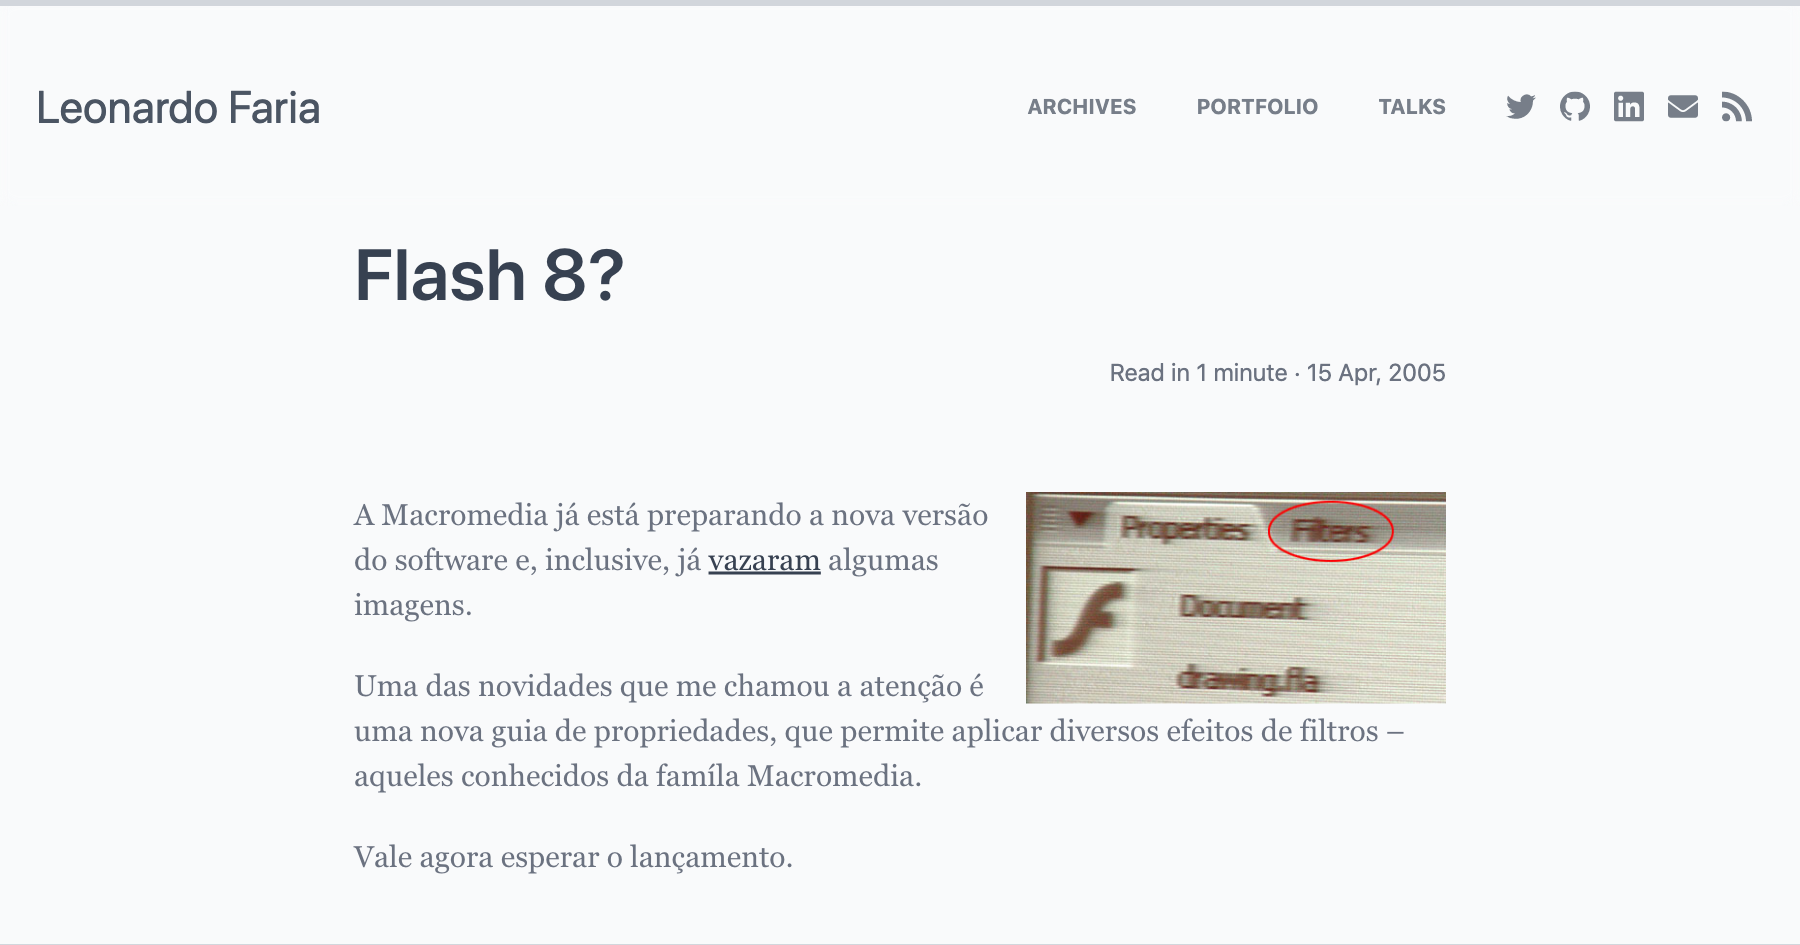 Leonardo Faria
ARCHIVES PORTFOLIO TALKS
Flash 8?
Read in 1 minute · 15 Apr, 2005
A Macromedia já está preparando a nova versão
do software e, inclusive, já vazaram algumas
imagens.
Properties Filters
Document
drawing.fla
Uma das novidades que me chamou a atenção é
uma nova guia de propriedades, que permite aplicar diversos efeitos de filtros –
aqueles conhecidos da famíla Macromedia.
Vale agora esperar o lançamento.